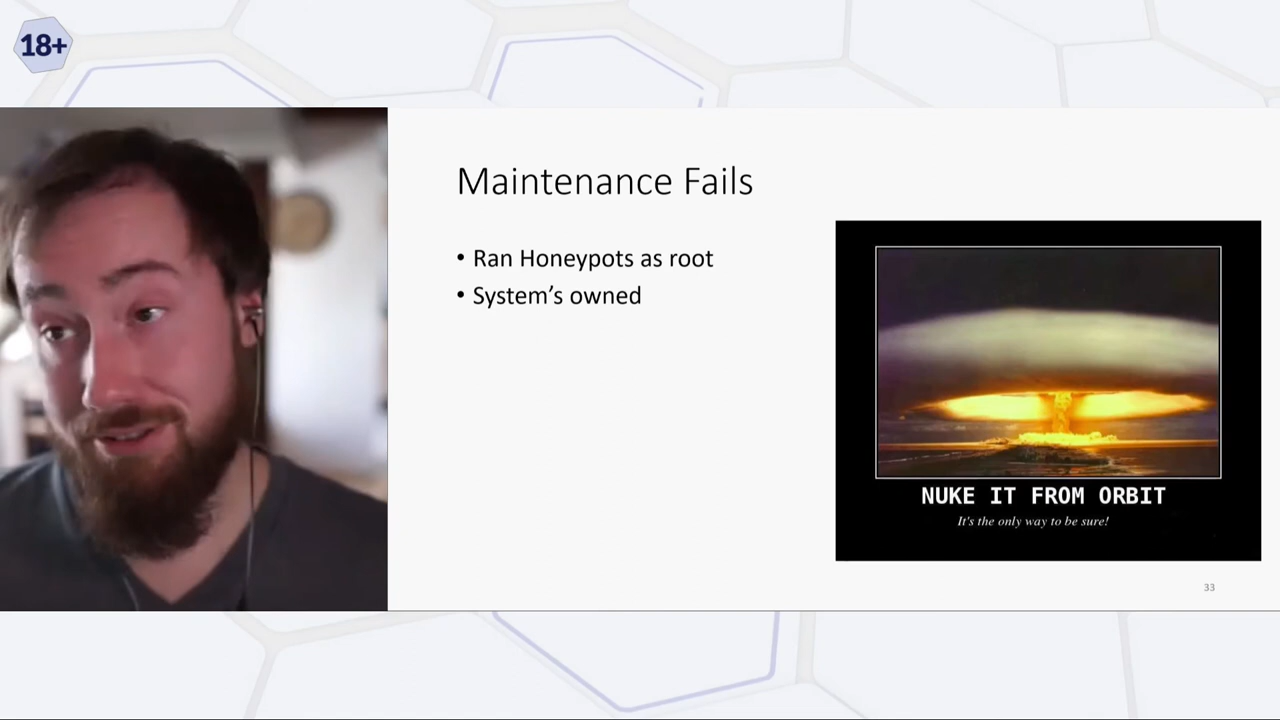 18+
Maintenance Fails
• Ran Honeypots as root
• System’s owned
NUKE IT FROM ORBIT
It's the only way to be sure!
33